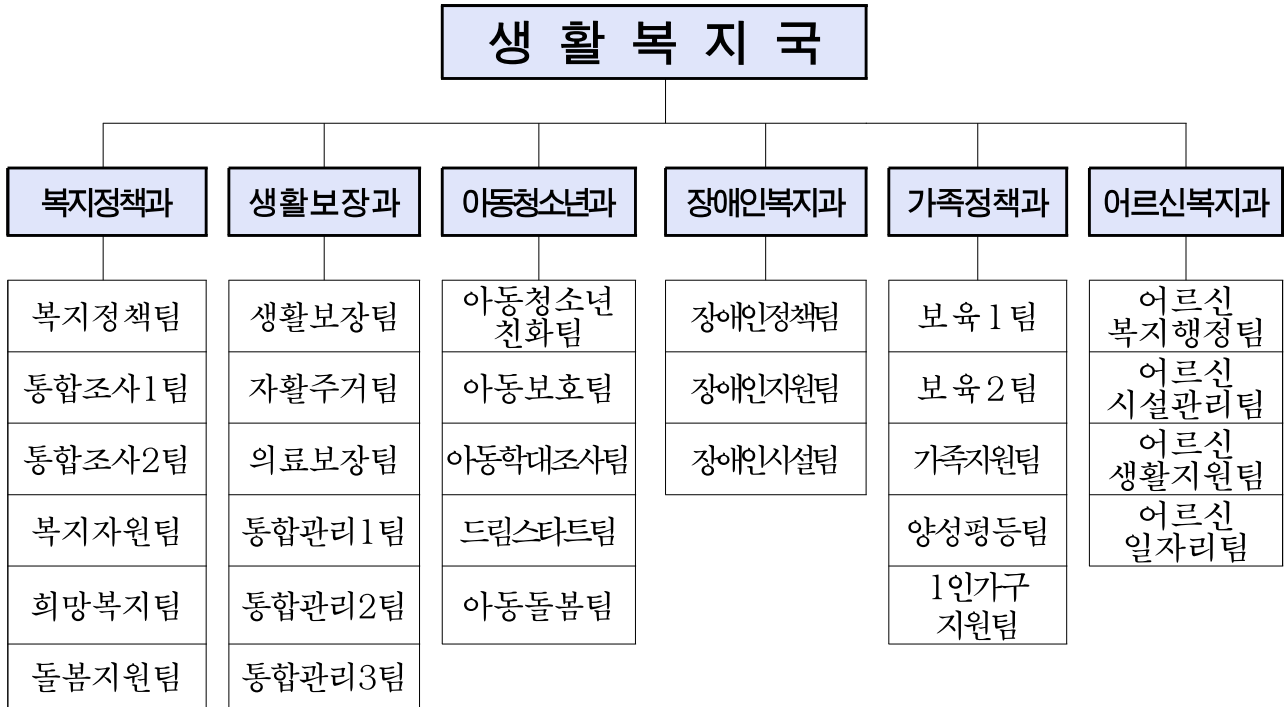 생 활 복 지 국
복지정책과 생활보장과 아동청소년과 장애인복지과 가족정책과 어르신복지과
복지정책팀
통합조사1팀
통합조사2팀
복지자원팀
희망복지팀
돌봄지원팀
생활보장팀
자활주거팀
의료보장팀
통합관리1팀
통합관리2팀
통합관리3팀
아동청소년
친화팀
아동보호팀
아동학대조사팀
드림스타트팀
아동돌봄팀
장애인정책팀
장애인지원팀
장애인시설팀
보육1팀
보육2팀
가족지원팀
양성평등팀
1인가구
지원팀
어르신
복지행정팀
어르신
시설관리팀
어르신
생활지원팀
어르신
일자리팀